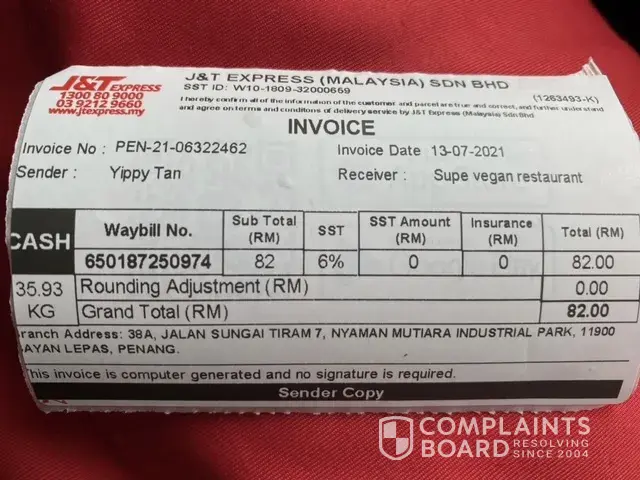 J&T EXPRESS
1300 80 9000
03 9212 9660
www.jtexpress.my
J&T EXPRESS (MALAYSIA) SDN BHD
SST ID: W10-1809-32000659
(1263493-K)
I hereby confirm all of the information of the customer and parcel are true and correct, and further understand
and agree on terms and conditions of delivery service by J&T Express (Malaysia) Sdn Bhd
INVOICE
Invoice No : PEN-21-06322462 Invoice Date 13-07-2021
Sender : Yippy Tan Receiver : Supe vegan restaurant
CASH Waybill No. Sub Total (RM) SST SST Amount (RM) Insurance (RM) Total (RM)
650187250974 82 6% 0 0 82.00
35.93 Rounding Adjustment (RM) 0.00
KG Grand Total (RM) 82.00
ranch Address: 38A, JALAN SUNGAI TIRAM 7, NYAMAN MUTIARA INDUSTRIAL PARK, 11900
BAYAN LEPAS, PENANG.
This invoice is computer generated and no signature is required.
Sender Copy
COMPLAINTS
BOARD RESOLVING
SINCE 2004